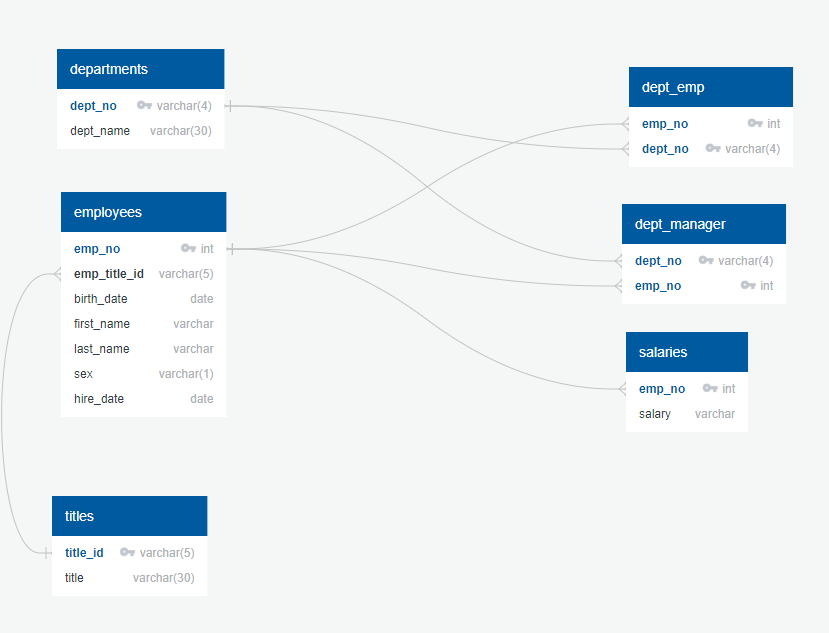 departments
dept_no varchar(4)
dept_name varchar(30)
employees
emp_no int
emp_title_id varchar(5)
birth_date date
first_name varchar
last_name varchar
sex varchar(1)
hire_date date
titles
title_id varchar(5)
title varchar(30)
dept_emp
emp_no int
dept_no varchar(4)
dept_manager
dept_no varchar(4)
emp_no int
salaries
emp_no int
salary varchar